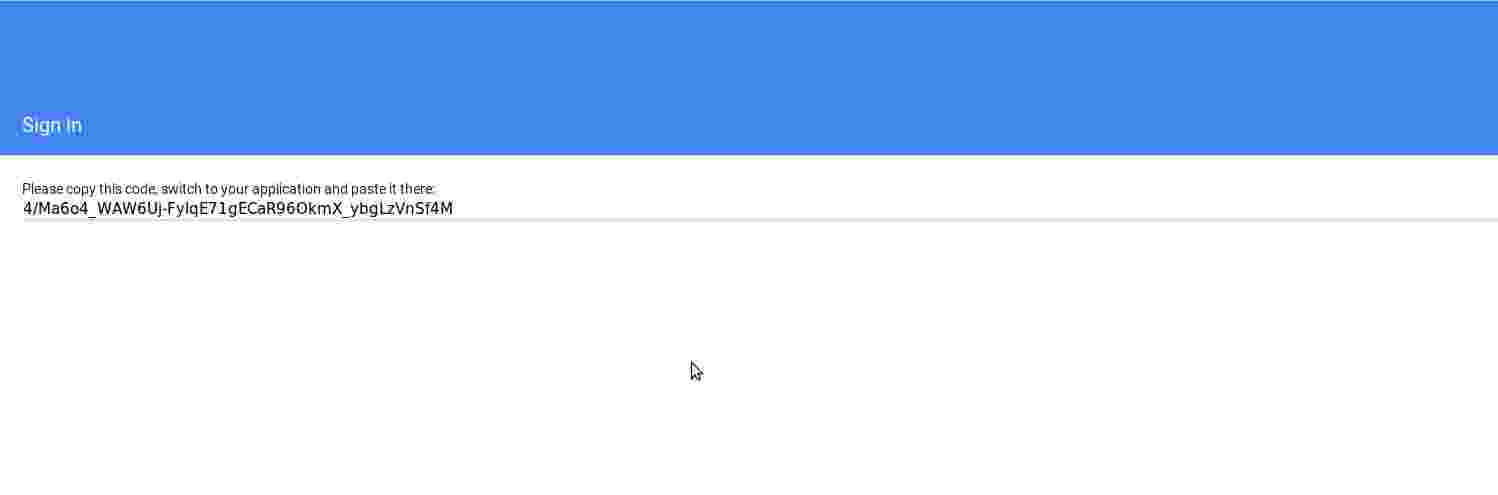 Sign In
Please copy this code, switch to your application and paste it there:
4/Ma6o4_WAW6Uj-FylqE71gECaR96OkmX_ybgLzVnSf4M